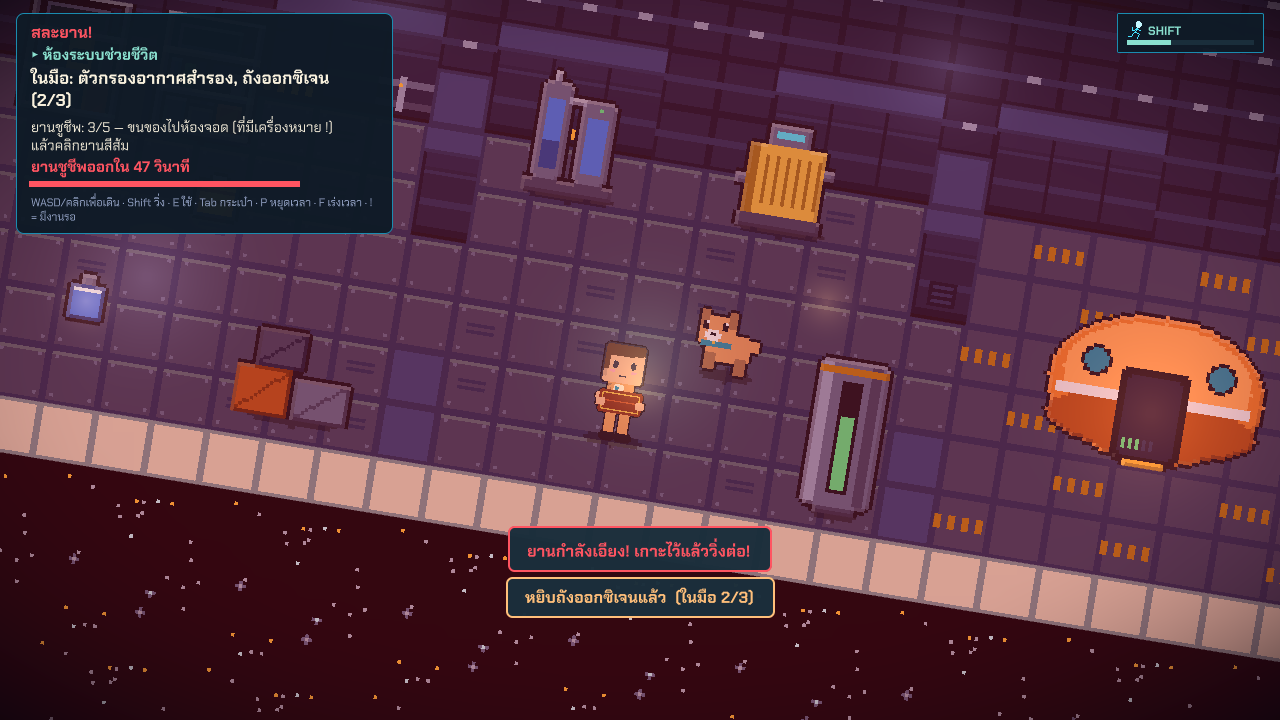 สละยาน!
▸ ห้องระบบช่วยชีวิต
ในมือ: ตัวกรองอากาศสำรอง, ถังออกซิเจน
(2/3)
ยานชูชีพ: 3/5 — ขนของไปห้องจอด (ที่มีเครื่องหมาย !)
แล้วคลิกยานสีส้ม
ยานชูชีพออกใน 47 วินาที
WASD/คลิกเพื่อเดิน · Shift วิ่ง · E ใช้ · Tab กระเป๋า · P หยุดเวลา · F เร่งเวลา · !
= มีงานรอ
SHIFT
ยานกำลังเอียง! เกาะไว้แล้ววิ่งต่อ!
หยิบถังออกซิเจนแล้ว (ในมือ 2/3)